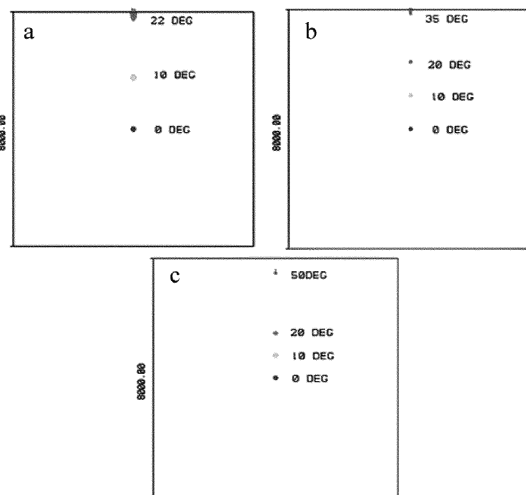 a
22 DEG
10 DEG
0 DEG
8000.00
b
35 DEG
20 DEG
10 DEG
0 DEG
8000.00
c
50DEG
20 DEG
10 DEG
0 DEG
8000.00